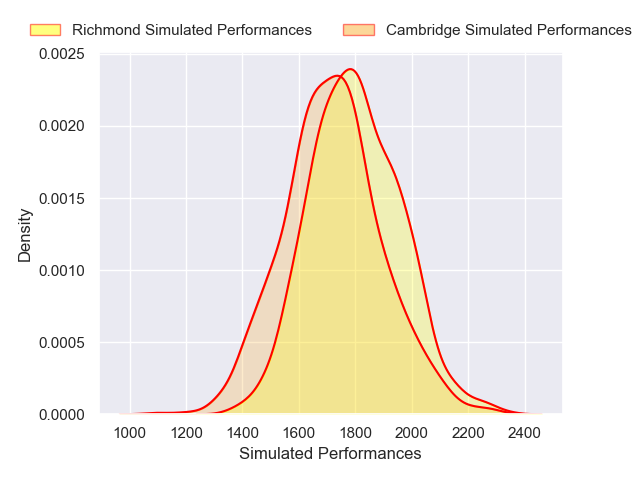 Richmond Simulated Performances Cambridge Simulated Performances
0.0025
0.0020
0.0015
0.0010
0.0005
0.0000
Density
1000 1200 1400 1600 1800 2000 2200 2400
Simulated Performances